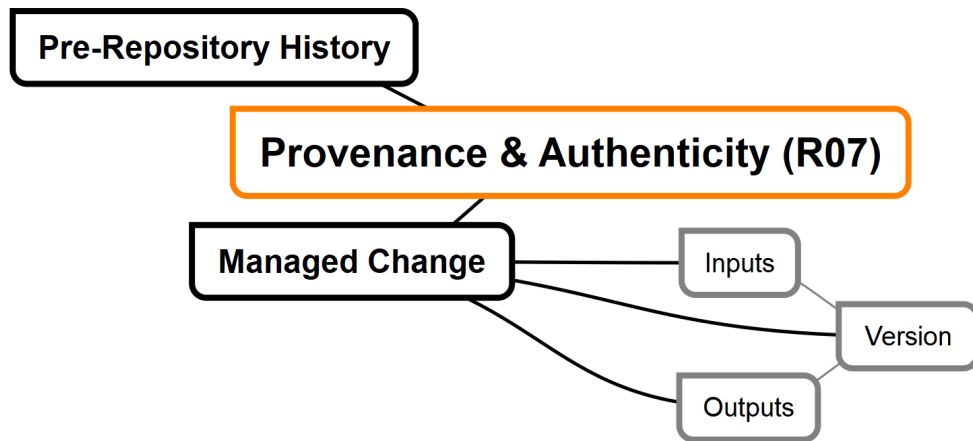 Pre-Repository History
Provenance & Authenticity (R07)
Managed Change
Inputs
Version
Outputs